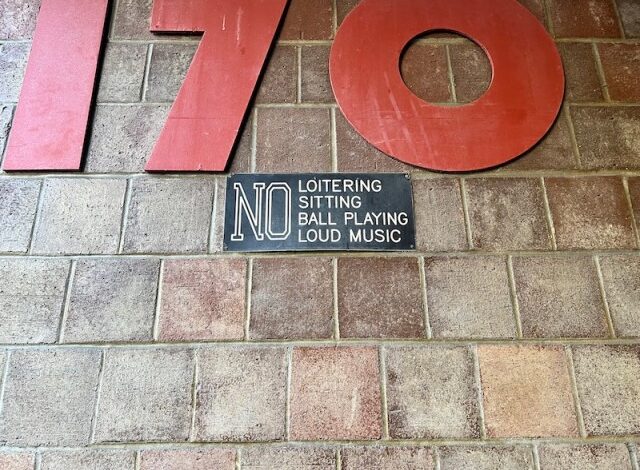 170
NO LOITERING
SITTING
BALL PLAYING
LOUD MUSIC